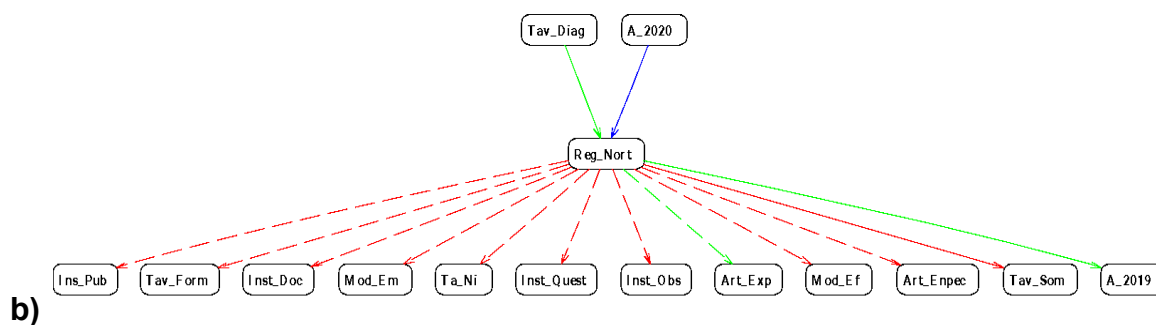 Tav_Diag A_2020
Reg_Nort
Ins_Pub Tav_Form Inst_Doc Mod_Em Ta_Ni Inst_Quest Inst_Obs Art_Exp Mod_Ef Art_Enpec Tav_Som A_2019
b)